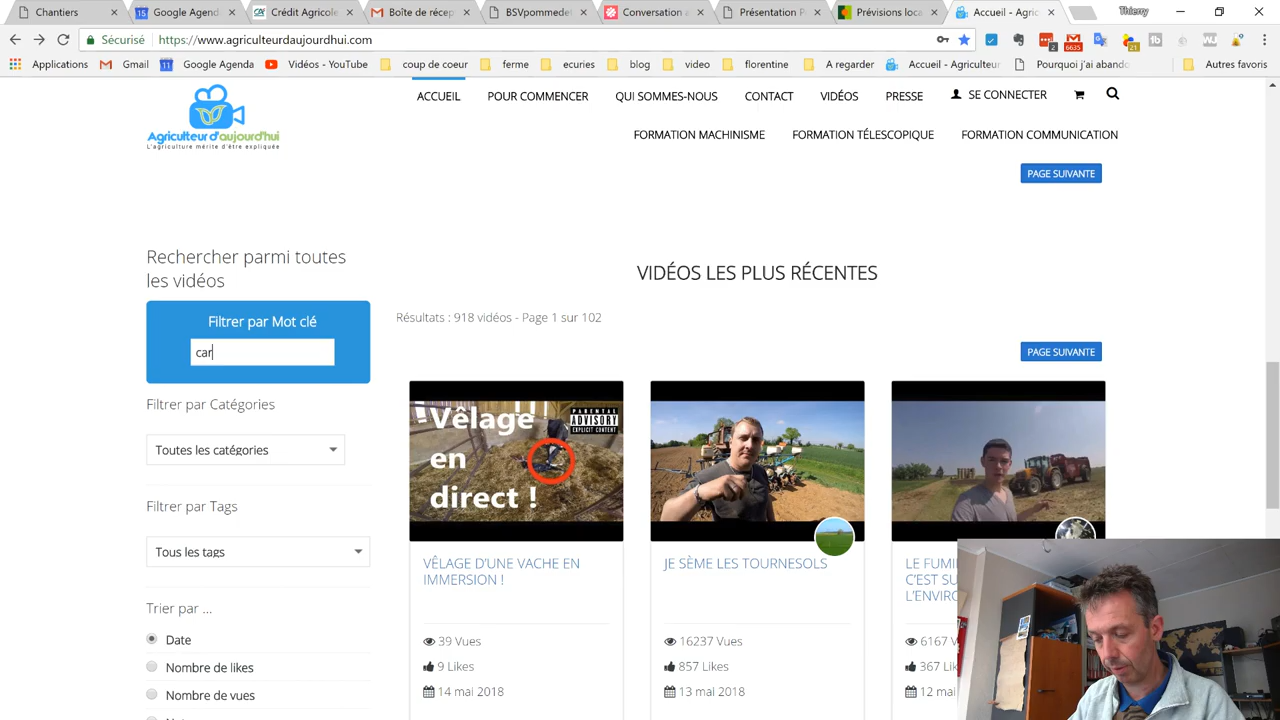 Chantiers
Google Agend
Crédit Agricole
Boîte de récep
BSVpommedet
Conversation
Présentation P
Prévisions loca
Accueil - Agric
Thierry
Sécurisé
https://www.agriculteurdaujourdhui.com
2
6635
21
Applications
Gmail
11
Google Agenda
Vidéos - YouTube
coup de coeur
ferme
ecuries
blog
video
florentine
A regarder
Accueil - Agriculteur
Pourquoi j'ai aband
Autres favoris
Agriculteur d'aujourd'hui
L'agriculture mérite d'être expliquée
ACCUEIL
POUR COMMENCER
QUI SOMMES-NOUS
CONTACT
VIDÉOS
PRESSE
SE CONNECTER
FORMATION MACHINISME
FORMATION TÉLESCOPIQUE
FORMATION COMMUNICATION
PAGE SUIVANTE
Rechercher parmi toutes
les vidéos
Filtrer par Mot clé
car
Filtrer par Catégories
Toutes les catégories
Filtrer par Tags
Tous les tags
Trier par ...
Date
Nombre de likes
Nombre de vues
VIDÉOS LES PLUS RÉCENTES
Résultats : 918 vidéos - Page 1 sur 102
PAGE SUIVANTE
Vêlage
en
direct !
PARENTAL
ADVISORY
EXPLICIT CONTENT
VÊLAGE D'UNE VACHE EN
IMMERSION !
39 Vues
9 Likes
14 mai 2018
JE SÈME LES TOURNESOLS
16237 Vues
857 Likes
13 mai 2018
LE FUMI
C'EST SU
L'ENVIRO
6167 V
367 Lik
12 mai